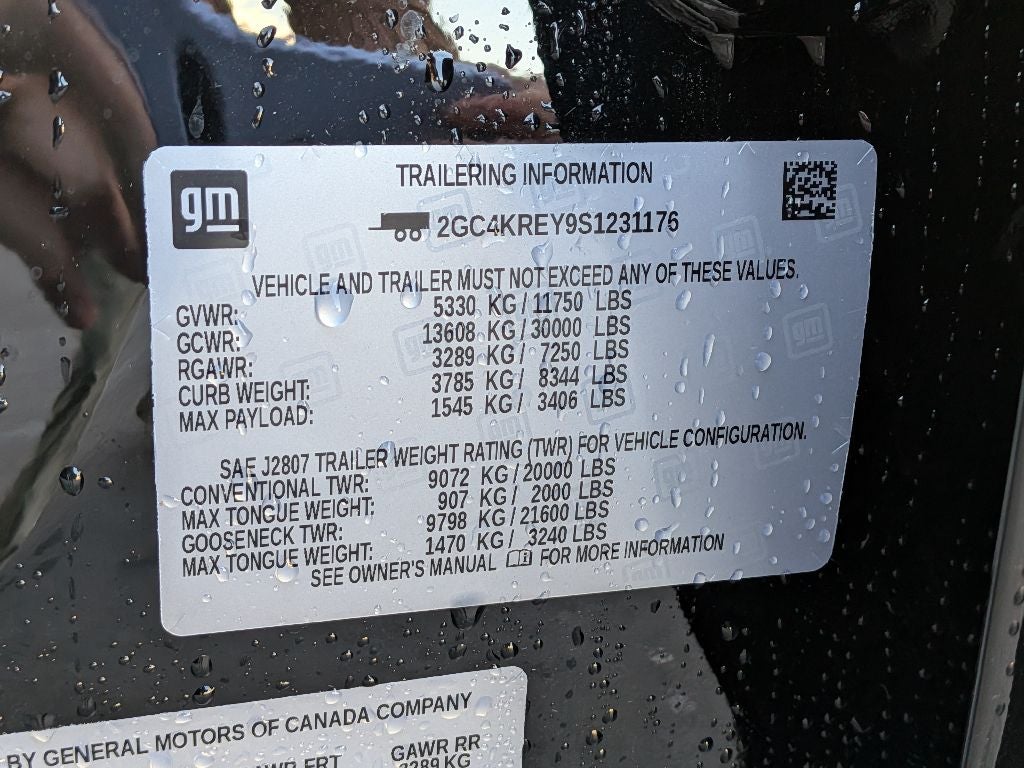 gm
TRAILERING INFORMATION
2GC4KREY9S1231176
VEHICLE AND TRAILER MUST NOT EXCEED ANY OF THESE VALUES.
GVWR: 5330 KG / 11750 LBS
GCWR: 13608 KG / 30000 LBS
RGAWR: 3289 KG / 7250 LBS
CURB WEIGHT: 3785 KG / 8344 LBS
MAX PAYLOAD: 1545 KG / 3406 LBS
SAE J2807 TRAILER WEIGHT RATING (TWR) FOR VEHICLE CONFIGURATION.
CONVENTIONAL TWR: 9072 KG / 20000 LBS
MAX TONGUE WEIGHT: 907 KG / 2000 LBS
GOOSENECK TWR: 9798 KG / 21600 LBS
MAX TONGUE WEIGHT: 1470 KG / 3240 LBS
SEE OWNER'S MANUAL FOR MORE INFORMATION
BY GENERAL MOTORS OF CANADA COMPANY
FRT GAWR RR
3289 KG